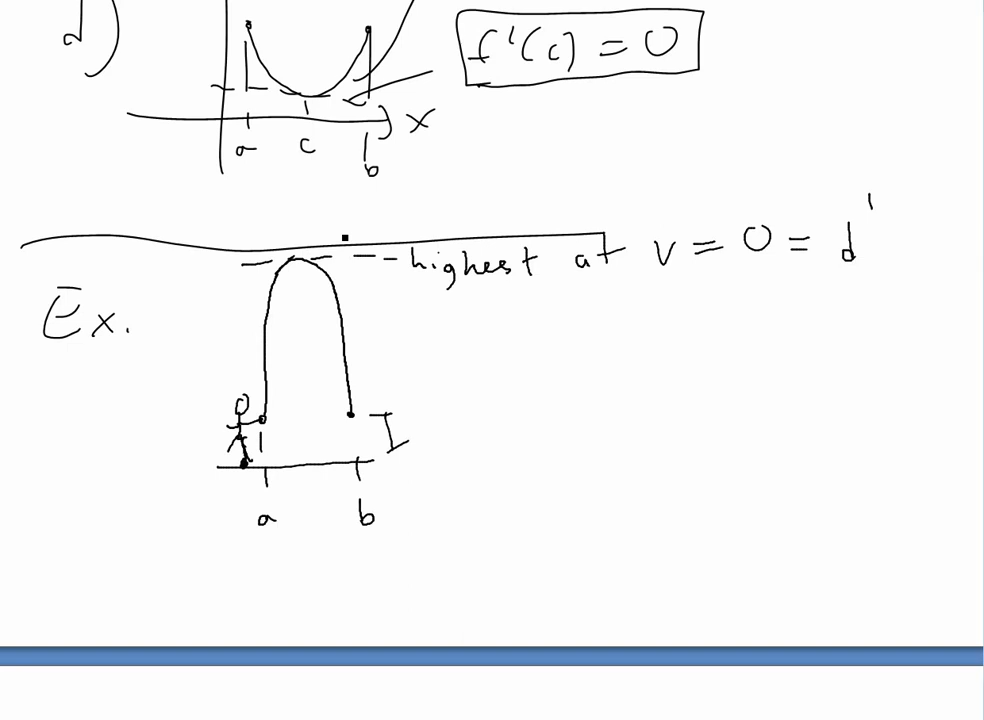 d)
f'(c) = 0
x
a c b
highest at v = 0 = d'
Ex.
a b